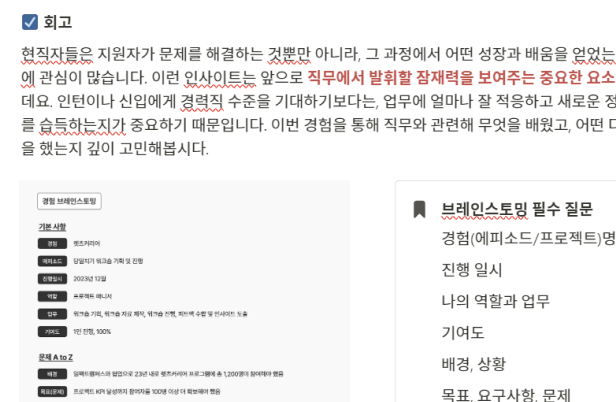 회고
현직자들은 지원자가 문제를 해결하는 것뿐만 아니라, 그 과정에서 어떤 성장과 배움을 얻었는
에 관심이 많습니다. 이런 인사이트는 앞으로 직무에서 발휘할 잠재력을 보여주는 중요한 요소
데요. 인턴이나 신입에게 경력직 수준을 기대하기보다는, 업무에 얼마나 잘 적응하고 새로운 정
를 습득하는지가 중요하기 때문입니다. 이번 경험을 통해 직무와 관련해 무엇을 배웠고, 어떤
을 했는지 깊이 고민해봅시다.
경험 브레인스토밍
기본 사항
경험 렛츠커리어
에피소드 당일치기 워크숍 기획 및 진행
진행일시 2023년 12월
역할 프로젝트 매니저
업무 워크숍 기획, 워크숍 자료 제작, 워크숍 진행, 피드백 수합 및 인사이트 도출
기여도 1인 진행, 100%
문제 A to Z
배경 임팩트캠퍼스와 협업으로 23년 내로 렛츠커리어 프로그램에 총 1,200명이 참여해야 했음
목표(문제) 프로젝트 KPI 달성까지 참여자를 100명 이상 더 확보해야 했음
브레인스토밍 필수 질문
경험(에피소드/프로젝트)명
진행 일시
나의 역할과 업무
기여도
배경, 상황
목표, 요구사항, 문제